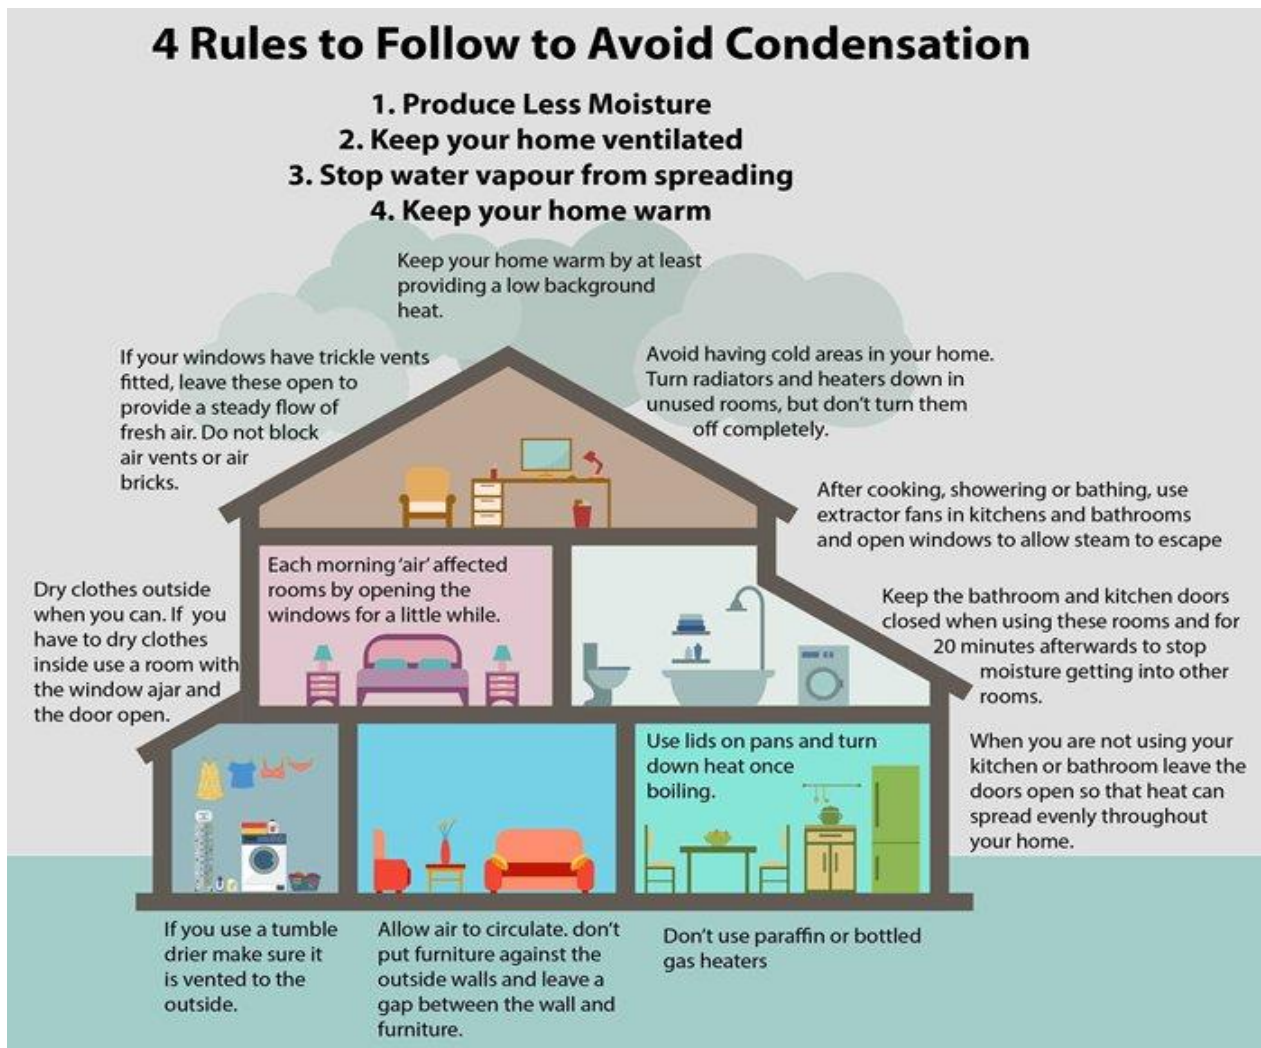 4 Rules to Follow to Avoid Condensation
1. Produce Less Moisture
2. Keep your home ventilated
3. Stop water vapour from spreading
4. Keep your home warm
Keep your home warm by at least
providing a low background
heat.
If your windows have trickle vents
fitted, leave these open to
provide a steady flow of
fresh air. Do not block
air vents or air
bricks.
Avoid having cold areas in your home.
Turn radiators and heaters down in
unused rooms, but don't turn them
off completely.
After cooking, showering or bathing, use
extractor fans in kitchens and bathrooms
and open windows to allow steam to escape
Each morning 'air' affected
rooms by opening the
windows for a little while.
Dry clothes outside
when you can. If you
have to dry clothes
inside use a room with
the window ajar and
the door open.
Keep the bathroom and kitchen doors
closed when using these rooms and for
20 minutes afterwards to stop
moisture getting into other
rooms.
Use lids on pans and turn
down heat once
boiling.
When you are not using your
kitchen or bathroom leave the
doors open so that heat can
spread evenly throughout
your home.
If you use a tumble
drier make sure it
is vented to the
outside.
Allow air to circulate. don't
put furniture against the
outside walls and leave a
gap between the wall and
furniture.
Don't use paraffin or bottled
gas heaters